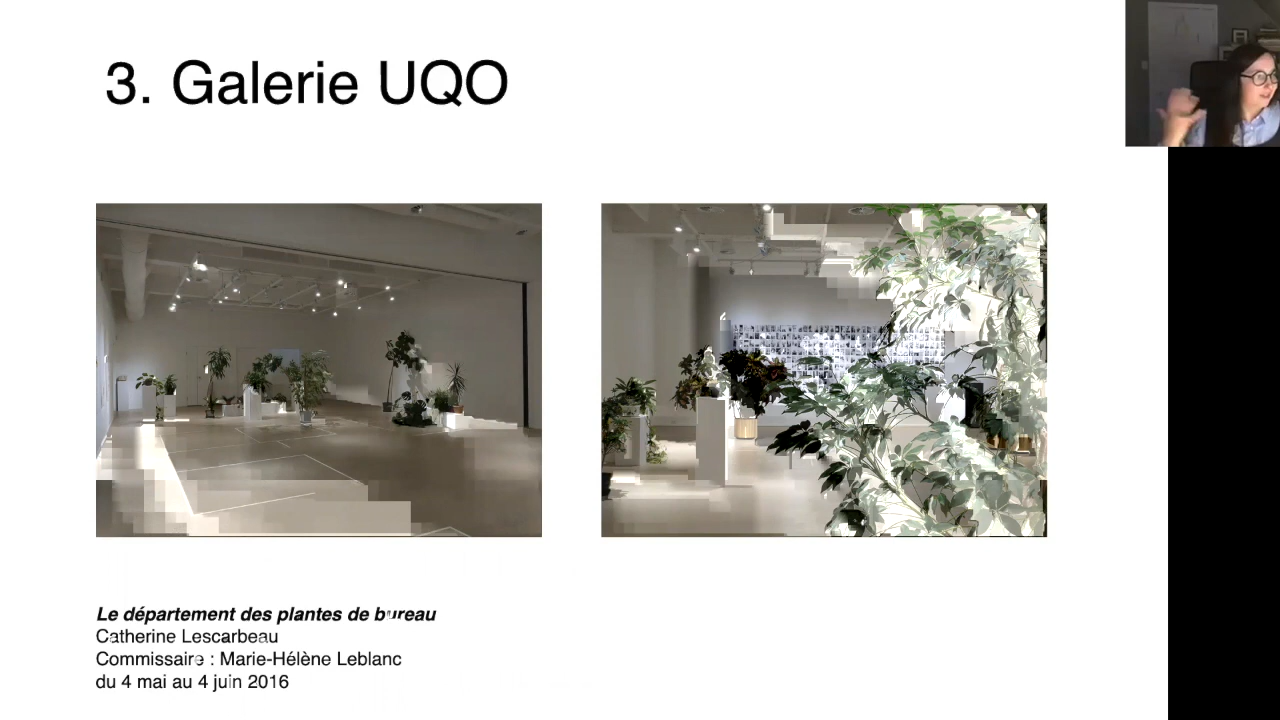 3. Galerie UQO
Le département des plantes de bureau
Catherine Lescarbeau
Commissaire : Marie-Hélène Leblanc
du 4 mai au 4 juin 2016